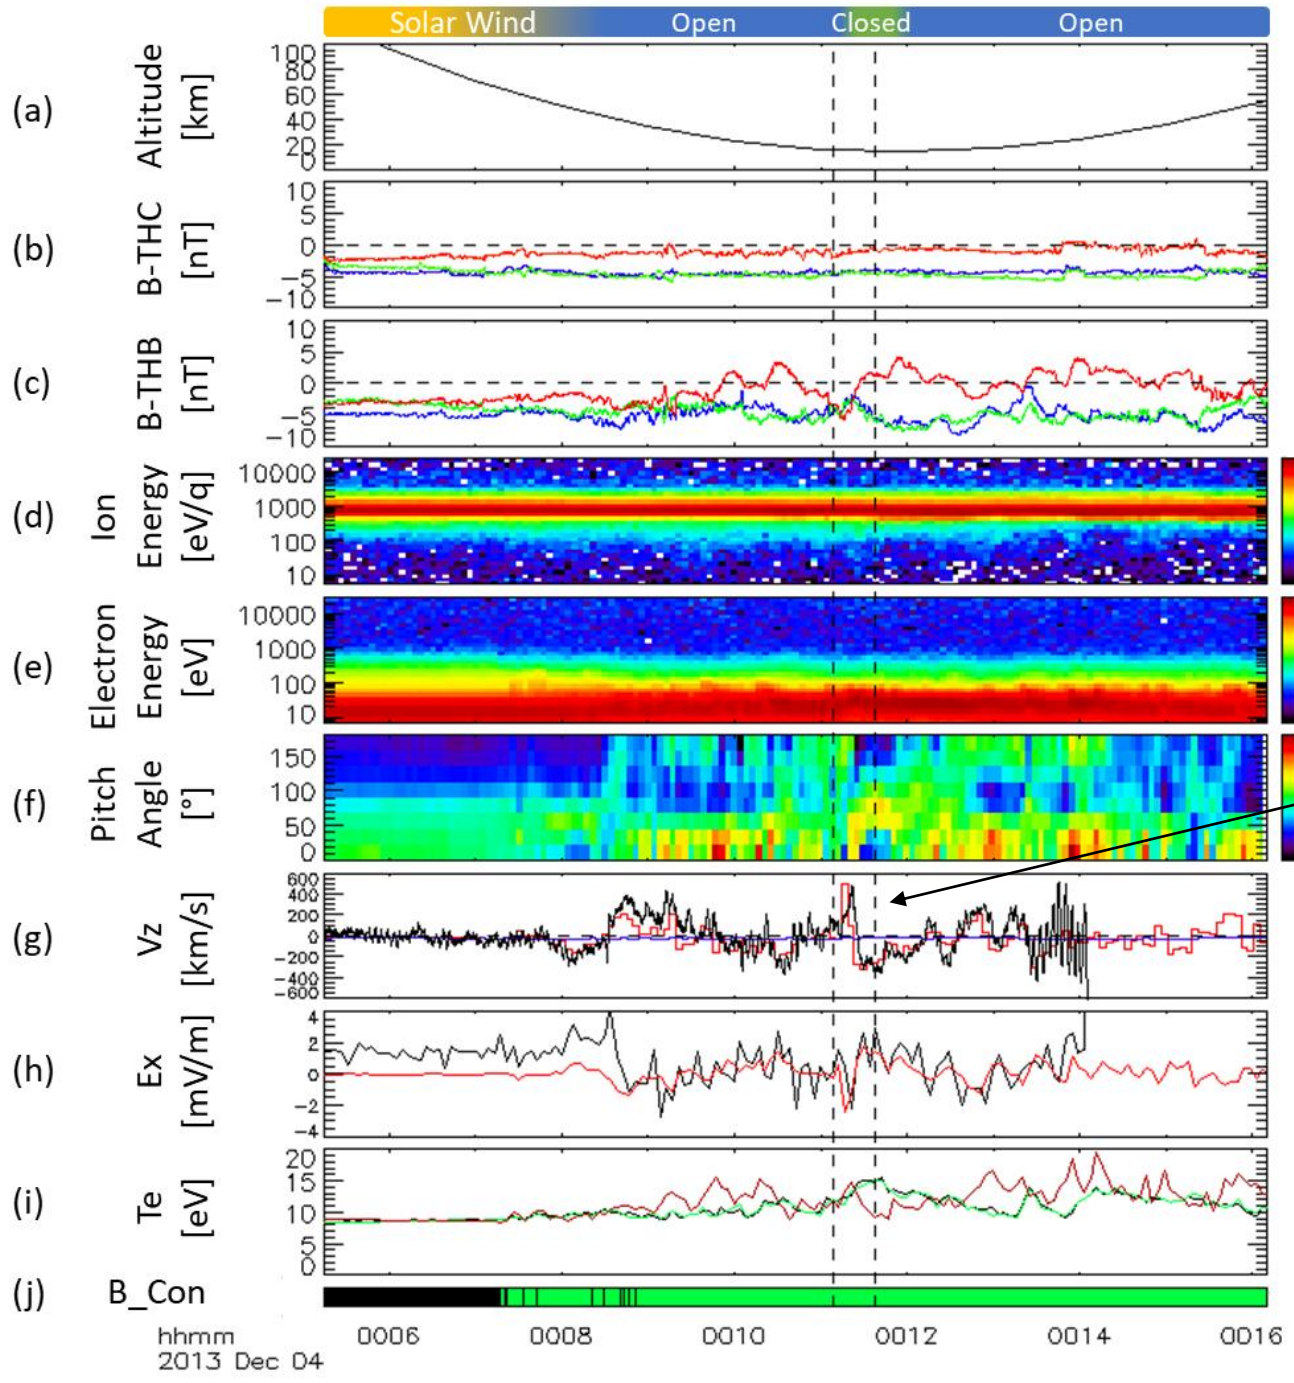 Solar Wind Open Closed Open
(a) Altitude [km] 100 80 60 40 20 0
(b) B-THC [nT] 10 5 0 −5 −10
(c) B-THB [nT] 10 5 0 −5 −10
(d) Ion Energy [eV/q] 10000 1000 100 10
(e) Electron Energy [eV] 10000 1000 100 10
(f) Pitch Angle [°] 150 100 50 0
(g) Vz [km/s] 600 400 200 0 −200 −400 −600
(h) Ex [mV/m] 4 2 0 −2 −4
(i) Te [eV] 20 15 10 5 0
(j) B_Con
hhmm 0006 0008 0010 0012 0014 0016
2013 Dec 04